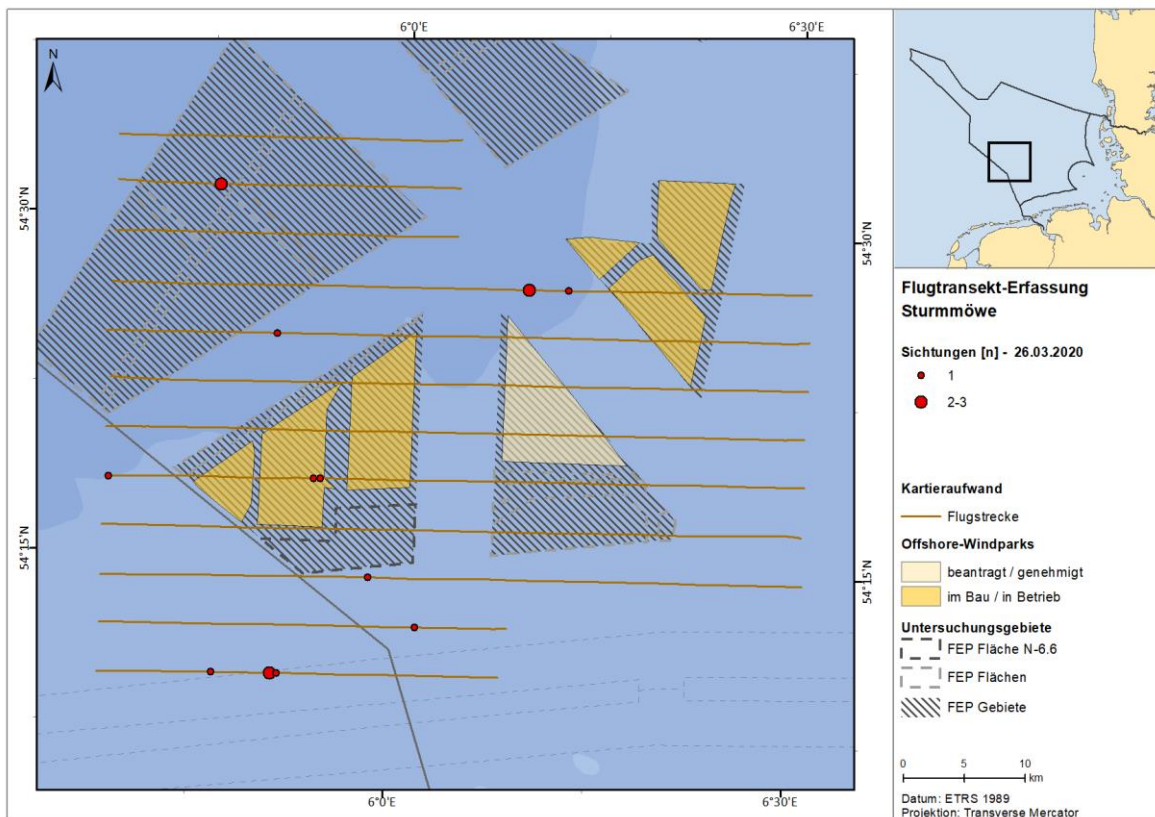 6°0'E
6°30'E
N
54°30'N
54°30'N
54°15'N
54°15'N
6°0'E
6°30'E
Flugtransekt-Erfassung
Sturmmöwe
Sichtungen [n] - 26.03.2020
1
2-3
Kartieraufwand
Flugstrecke
Offshore-Windparks
beantragt / genehmigt
im Bau / in Betrieb
Untersuchungsgebiete
FEP Fläche N-6.6
FEP Flächen
FEP Gebiete
0 5 10
km
Datum: ETRS 1989
Projektion: Transverse Mercator